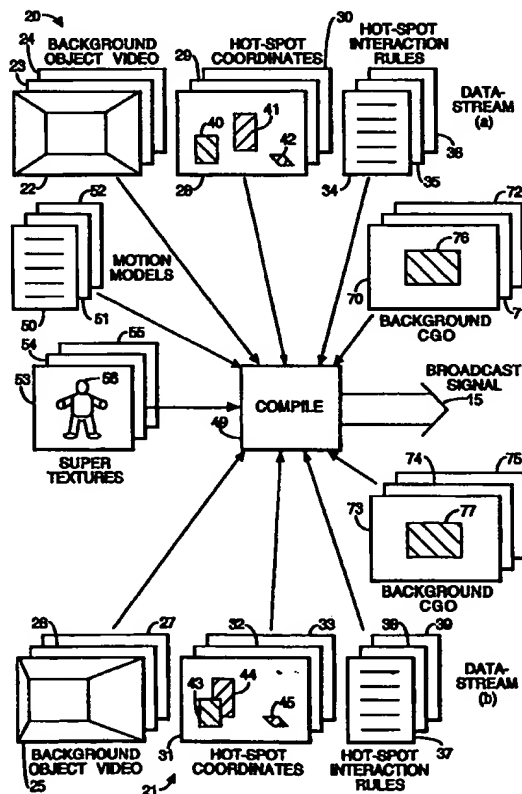 20
24
23
BACKGROUND
OBJECT VIDEO
22
30
29
HOT-SPOT
COORDINATES
40
41
42
28
HOT-SPOT
INTERACTION
RULES
34
35
36
DATA-
STREAM
(a)
52
MOTION
MODELS
50
51
72
76
70
71
BACKGROUND
CGO
55
54
53
56
SUPER
TEXTURES
COMPILE
49
BROADCAST
SIGNAL
15
74
75
73
77
BACKGROUND
CGO
26
27
25
BACKGROUND
OBJECT VIDEO
32
33
43
44
45
31
HOT-SPOT
COORDINATES
21
38
39
37
HOT-SPOT
INTERACTION
RULES
DATA-
STREAM
(b)